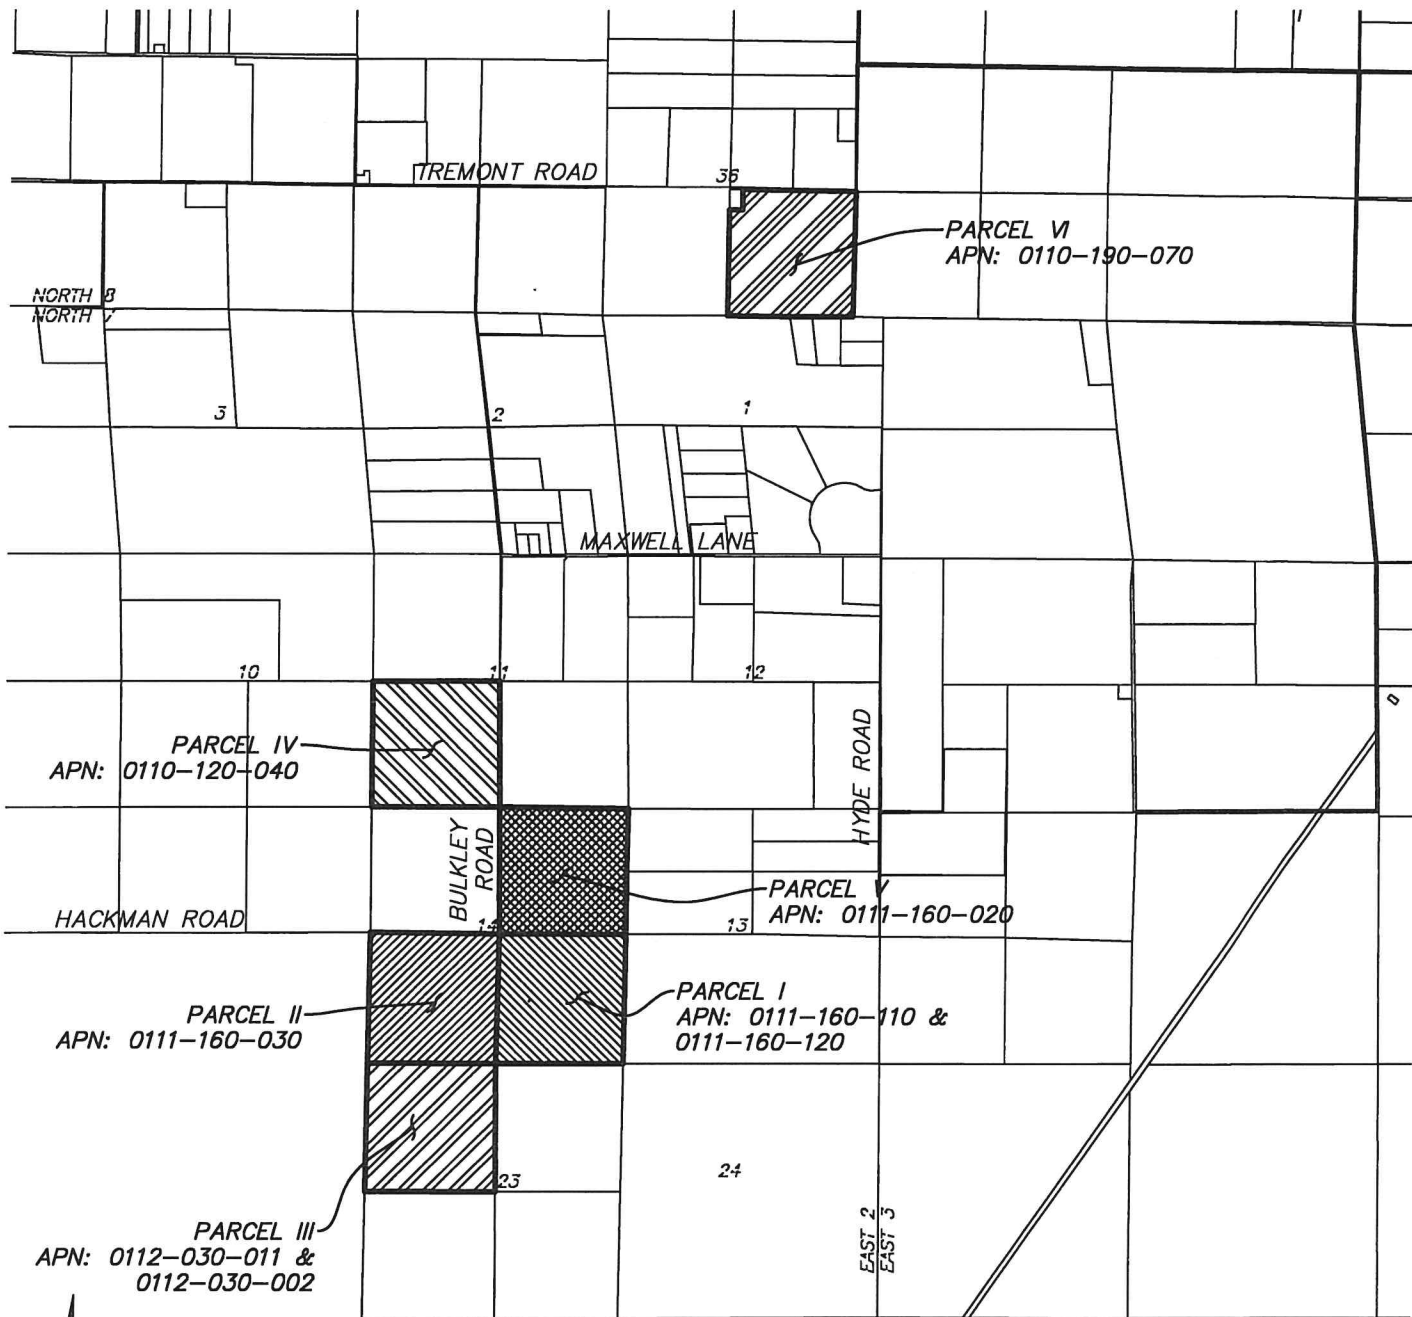 1
TREMONT ROAD
36
PARCEL VI
APN: 0110-190-070
NORTH 8
NORTH 7
3
2
1
MAXWELL LANE
10
11
12
PARCEL IV
APN: 0110-120-040
HYDE ROAD
BULKLEY
ROAD
PARCEL V
APN: 0111-160-020
HACKMAN ROAD
14
13
PARCEL II
APN: 0111-160-030
PARCEL I
APN: 0111-160-110 &
0111-160-120
23
24
PARCEL III
APN: 0112-030-011 &
0112-030-002
EAST 2
EAST 3